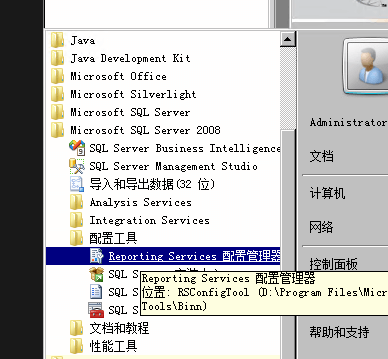 Java
Java Development Kit
Microsoft Office
Microsoft Silverlight
Microsoft SQL Server
Microsoft SQL Server 2008
SQL Server Business Intelligence
SQL Server Management Studio
导入和导出数据(32 位)
Analysis Services
Integration Services
配置工具
Reporting Services 配置管理器
SQL S
SQL S
SQL S
Reporting Services 配置管理器
位置: RSConfigTool (D:\Program Files\Micr
Tools\Binn)
文档和教程
性能工具
Administrator
文档
计算机
网络
控制面板
帮助和支持